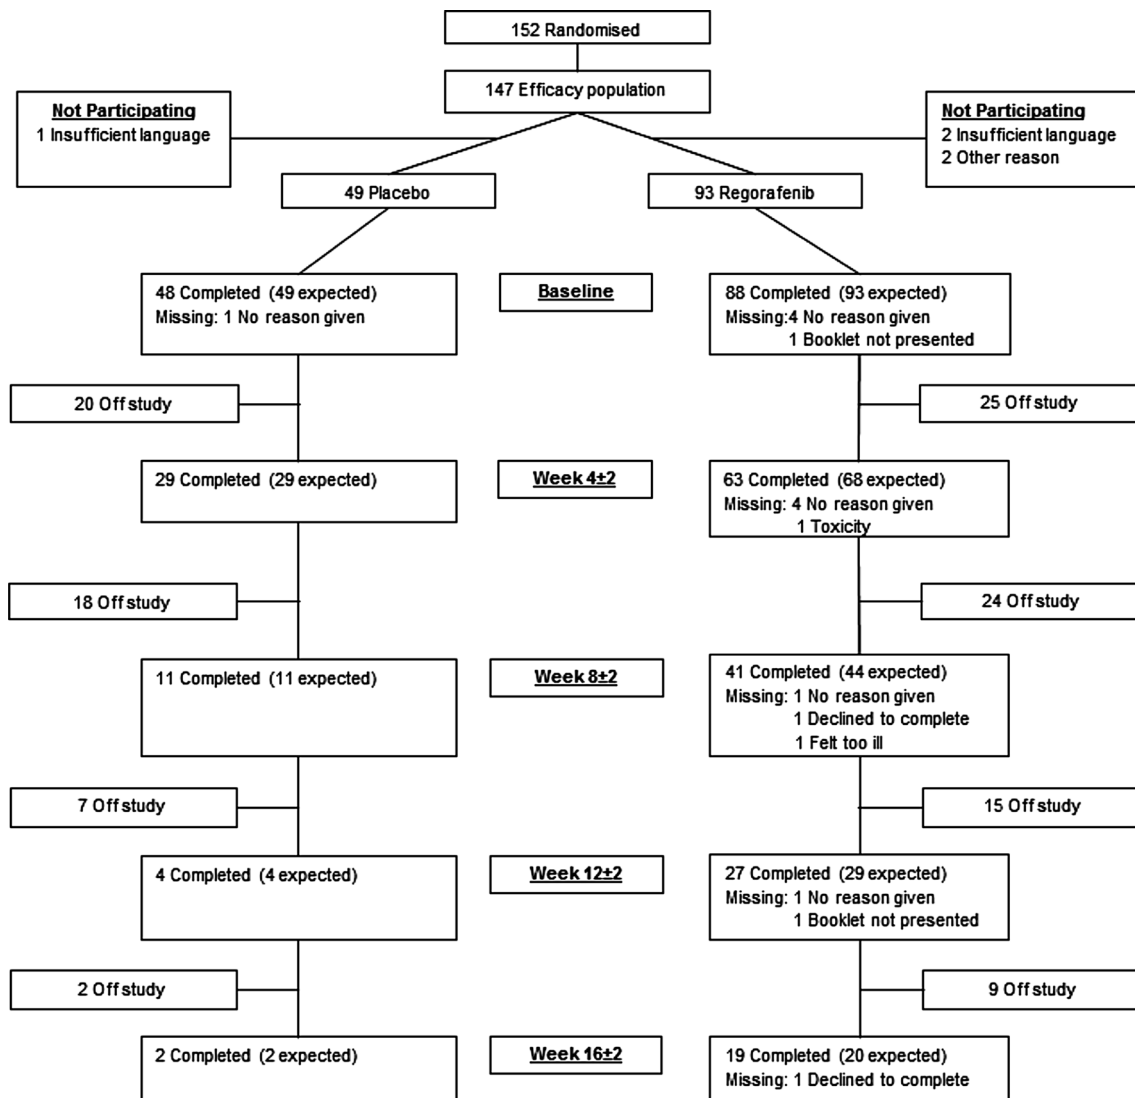 152 Randomised
147 Efficacy population
Not Participating
1 Insufficient language
Not Participating
2 Insufficient language
2 Other reason
49 Placebo
93 Regorafenib
48 Completed (49 expected)
Missing: 1 No reason given
Baseline
88 Completed (93 expected)
Missing:4 No reason given
1 Booklet not presented
20 Off study
25 Off study
29 Completed (29 expected)
Week 4±2
63 Completed (68 expected)
Missing: 4 No reason given
1 Toxicity
18 Off study
24 Off study
11 Completed (11 expected)
Week 8±2
41 Completed (44 expected)
Missing: 1 No reason given
1 Declined to complete
1 Felt too ill
7 Off study
15 Off study
4 Completed (4 expected)
Week 12±2
27 Completed (29 expected)
Missing: 1 No reason given
1 Booklet not presented
2 Off study
9 Off study
2 Completed (2 expected)
Week 16±2
19 Completed (20 expected)
Missing: 1 Declined to complete